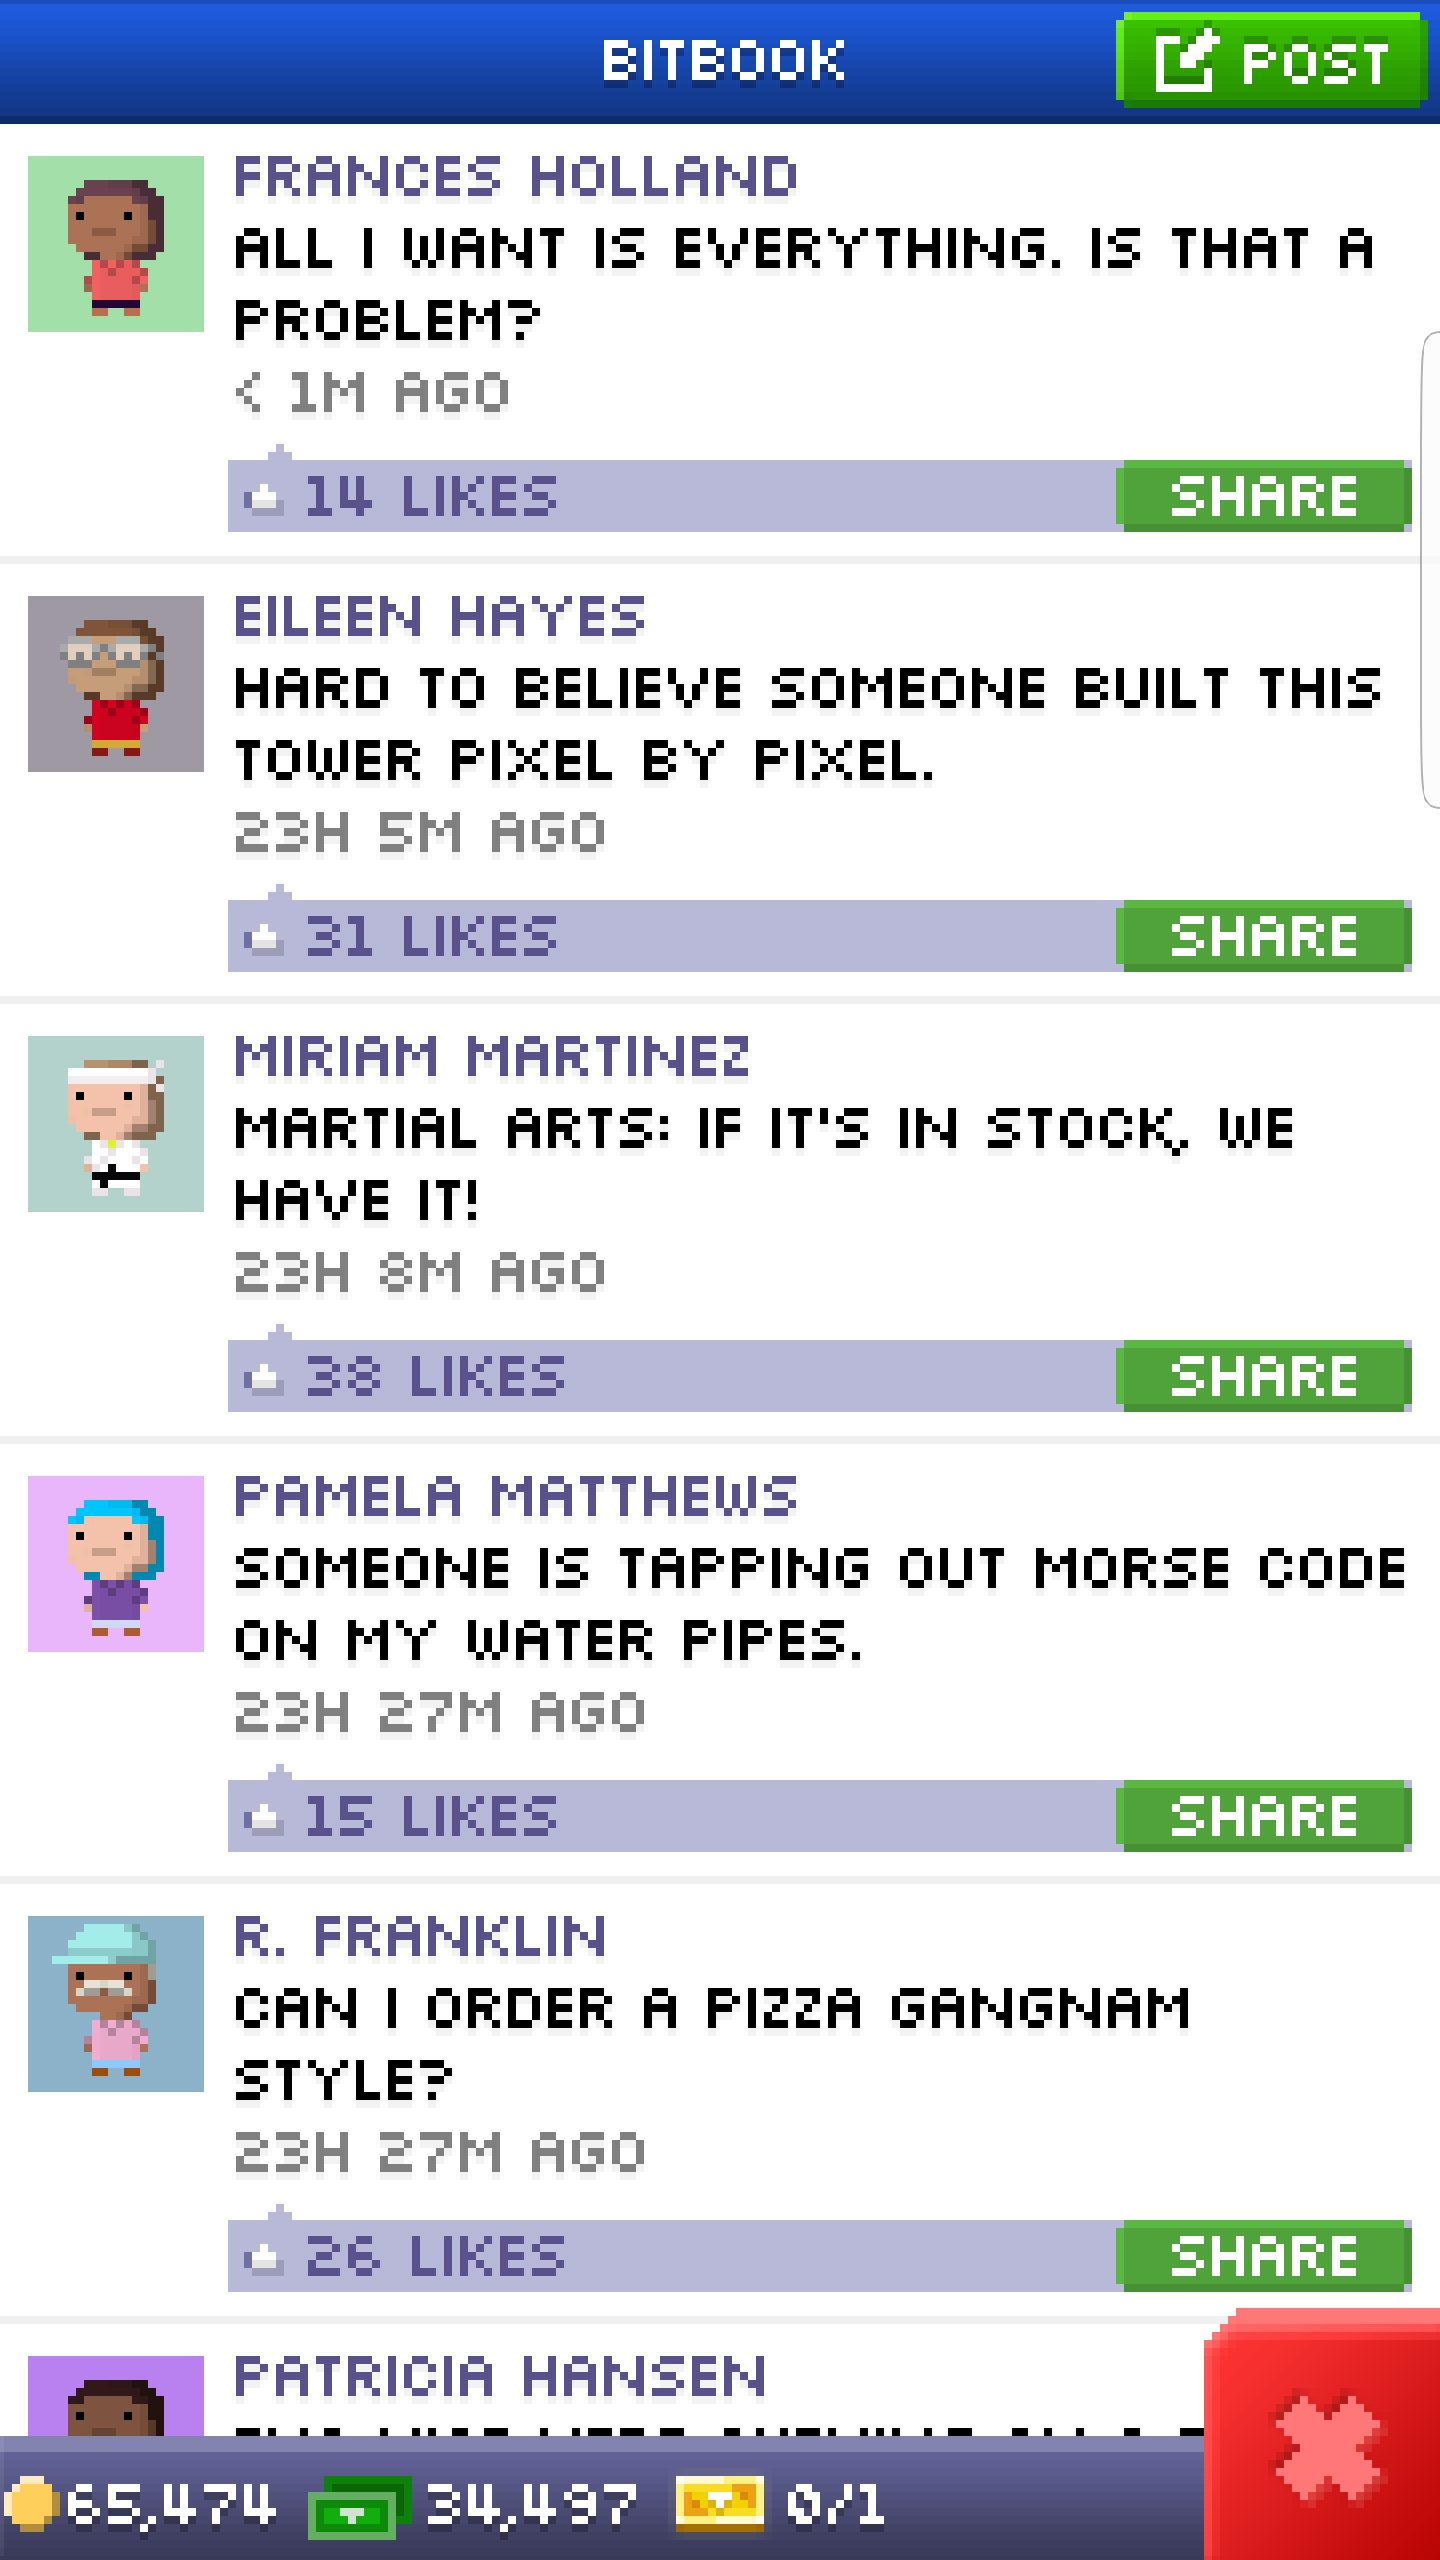 BITBOOK
POST
FRANCES HOLLAND
ALL I WANT IS EVERYTHING. IS THAT A
PROBLEM?
< 1M AGO
14 LIKES
SHARE
EILEEN HAYES
HARD TO BELIEVE SOMEONE BUILT THIS
TOWER PIXEL BY PIXEL.
23H 5M AGO
31 LIKES
SHARE
MIRIAM MARTINEZ
MARTIAL ARTS: IF IT'S IN STOCK, WE
HAVE IT!
23H 8M AGO
38 LIKES
SHARE
PAMELA MATTHEWS
SOMEONE IS TAPPING OUT MORSE CODE
ON MY WATER PIPES.
23H 27M AGO
15 LIKES
SHARE
R. FRANKLIN
CAN I ORDER A PIZZA GANGNAM
STYLE?
23H 27M AGO
26 LIKES
SHARE
PATRICIA HANSEN
65,474
34,497
0/1